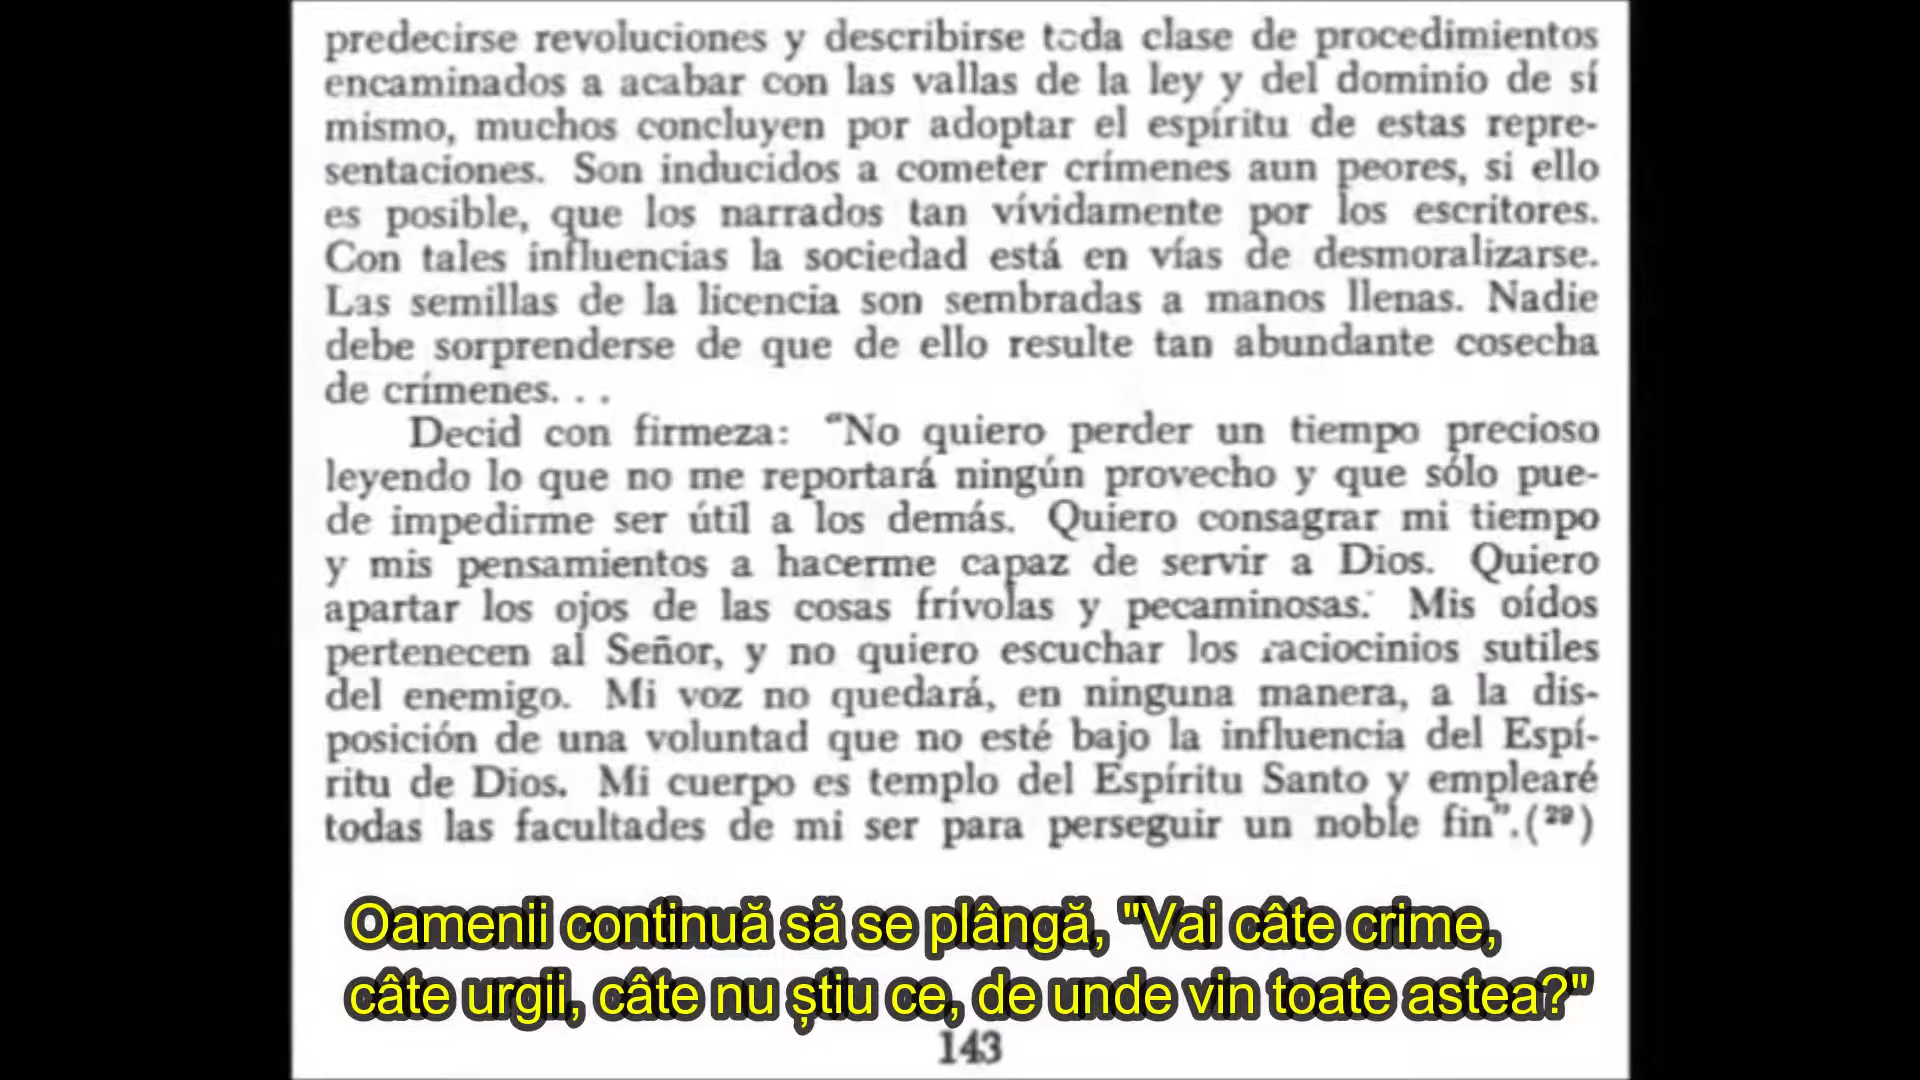 predecirse revoluciones y describirse toda clase de procedimientos
encaminados a acabar con las vallas de la ley y del dominio de sí
mismo, muchos concluyen por adoptar el espíritu de estas repre-
sentaciones. Son inducidos a cometer crímenes aun peores, si ello
es posible, que los narrados tan vívidamente por los escritores.
Con tales influencias la sociedad está en vías de desmoralizarse.
Las semillas de la licencia son sembradas a manos llenas. Nadie
debe sorprenderse de que de ello resulte tan abundante cosecha
de crímenes. . .
Decid con firmeza: “No quiero perder un tiempo precioso
leyendo lo que no me reportará ningún provecho y que sólo pue-
de impedirme ser útil a los demás. Quiero consagrar mi tiempo
y mis pensamientos a hacerme capaz de servir a Dios. Quiero
apartar los ojos de las cosas frívolas y pecaminosas. Mis oídos
pertenecen al Señor, y no quiero escuchar los raciocinios sutiles
del enemigo. Mi voz no quedará, en ninguna manera, a la dis-
posición de una voluntad que no esté bajo la influencia del Espí-
ritu de Dios. Mi cuerpo es templo del Espíritu Santo y emplearé
todas las facultades de mi ser para perseguir un noble fin”.(²⁹)
Oamenii continuă să se plângă, "Vai câte crime,
câte urgii, câte nu știu ce, de unde vin toate astea?"
143